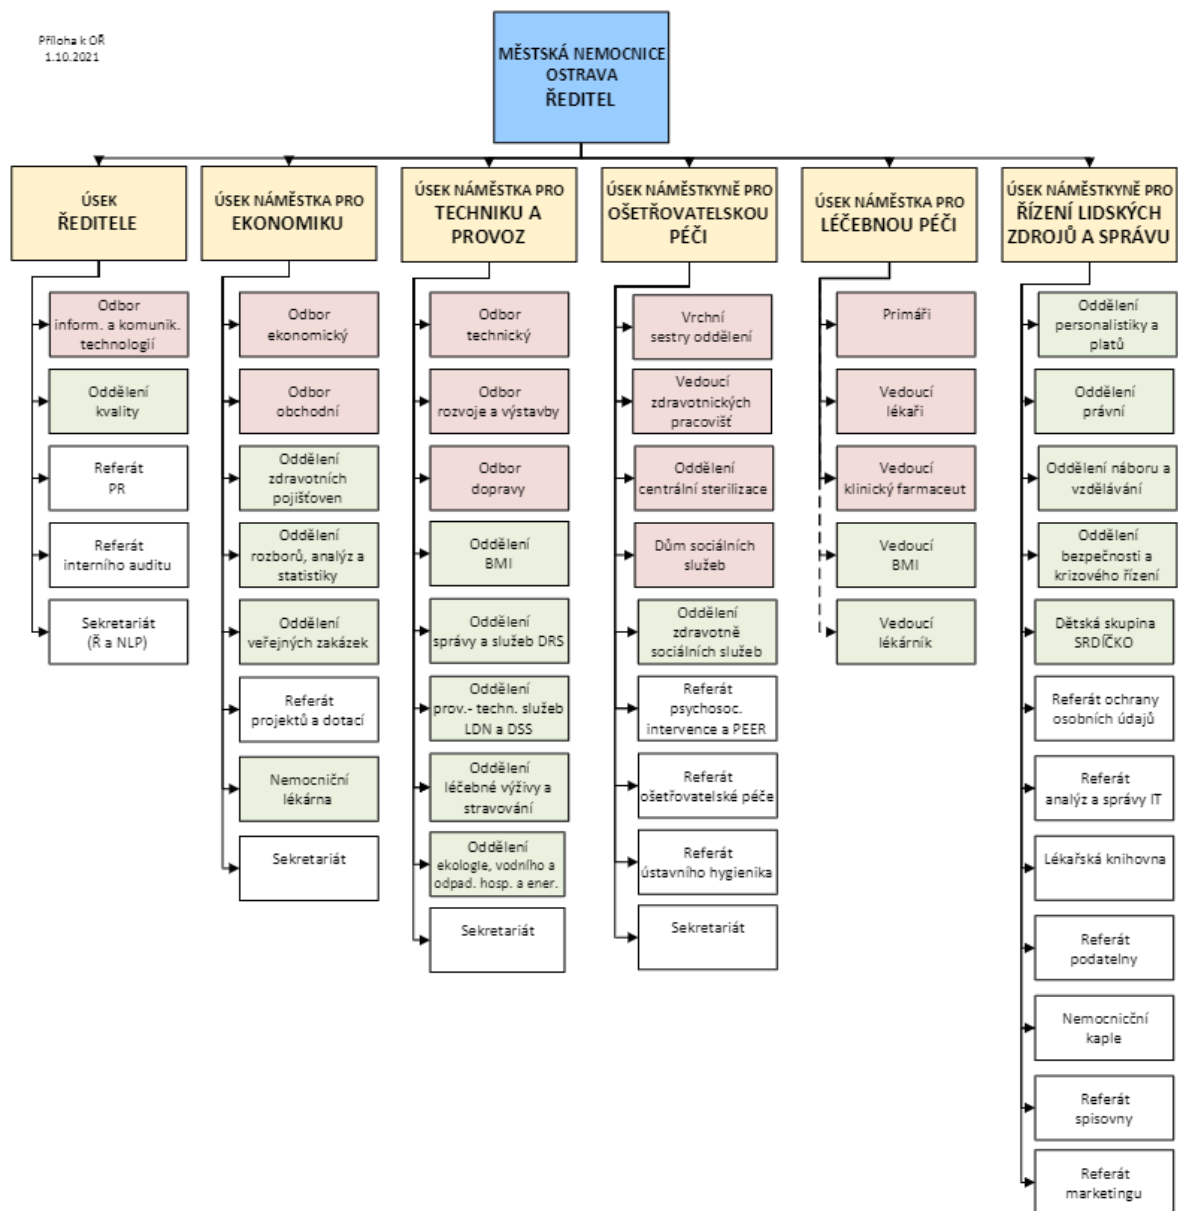 Příloha k OŘ
1.10.2021
MĚSTSKÁ NEMOCNICE
OSTRAVA
ŘEDITEL
ÚSEK
ŘEDITELE
ÚSEK NÁMĚSTKA PRO
EKONOMIKU
ÚSEK NÁMĚSTKA PRO
TECHNIKU A
PROVOZ
ÚSEK NÁMĚSTKYNĚ PRO
OŠETŘOVATELSKOU
PÉČI
ÚSEK NÁMĚSTKA PRO
LÉČEBNOU PÉČI
ÚSEK NÁMĚSTKYNĚ PRO
ŘÍZENÍ LIDSKÝCH
ZDROJŮ A SPRÁVU
Odbor
inform. a komunik.
technologií
Oddělení
kvality
Referát
PR
Referát
interního auditu
Sekretariát
(Ř a NLP)
Odbor
ekonomický
Odbor
obchodní
Oddělení
zdravotních
pojišťoven
Oddělení
rozborů, analýz a
statistiky
Oddělení
veřejných zakázek
Referát
projektů a dotací
Nemocniční
lékárna
Sekretariát
Odbor
technický
Odbor
rozvoje a výstavby
Odbor
dopravy
Oddělení
BMI
Oddělení
správy a služeb DRS
Oddělení
prov.- techn. služeb
LDN a DSS
Oddělení
léčebné výživy a
stravování
Oddělení
ekologie, vodního a
odpad. hosp. a ener.
Sekretariát
Vrchní
sestry oddělení
Vedoucí
zdravotnických
pracovišť
Oddělení
centrální sterilizace
Dům sociálních
služeb
Oddělení
zdravotně
sociálních služeb
Referát
psychosoc.
intervence a PEER
Referát
ošetřovatelské péče
Referát
ústavního hygienika
Sekretariát
Primáři
Vedoucí
lékaři
Vedoucí
klinický farmaceut
Vedoucí
BMI
Vedoucí
lékárník
Oddělení
personalistiky a
platů
Oddělení
právní
Oddělení náboru a
vzdělávání
Oddělení
bezpečnosti a
krizového řízení
Dětská skupina
SRDÍČKO
Referát ochrany
osobních údajů
Referát
analýz a správy IT
Lékařská knihovna
Referát
podatelny
Nemocnicční
kaple
Referát
spisovny
Referát
marketingu